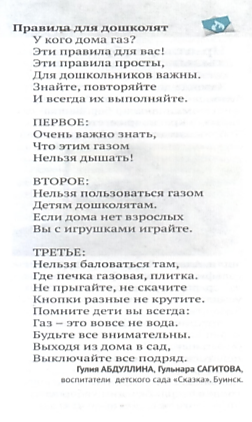 Правила для дошколят
У кого дома газ?
Эти правила для вас!
Эти правила просты,
Для дошкольников важны.
Знайте, повторяйте
И всегда их выполняйте.
ПЕРВОЕ:
Очень важно знать,
Что этим газом
Нельзя дышать!
ВТОРОЕ:
Нельзя пользоваться газом
Детям дошколятам.
Если дома нет взрослых
Вы с игрушками играйте.
ТРЕТЬЕ:
Нельзя баловаться там,
Где печка газовая, плитка.
Не прыгайте, не скачите
Кнопки разные не крутите.
Помните дети вы всегда:
Газ – это вовсе не вода.
Будьте все внимательны.
Выходя из дома в сад,
Выключайте все подряд.
Гулия АБДУЛЛИНА, Гульнара САГИТОВА,
воспитатели детского сада «Сказка». Буинск.